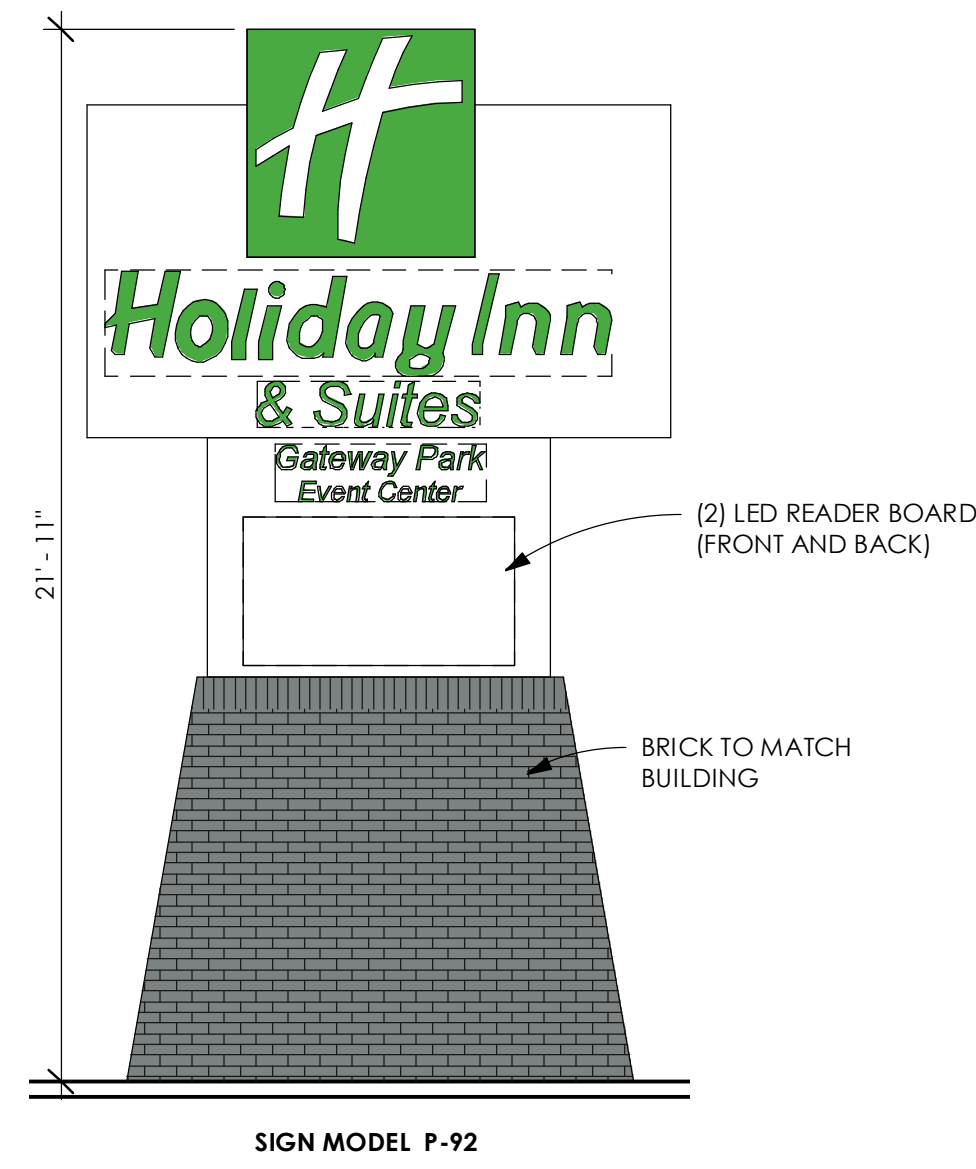 H
Holiday Inn
& Suites
Gateway Park
Event Center
(2) LED READER BOARD
(FRONT AND BACK)
21' - 11"
BRICK TO MATCH
BUILDING
SIGN MODEL P-92